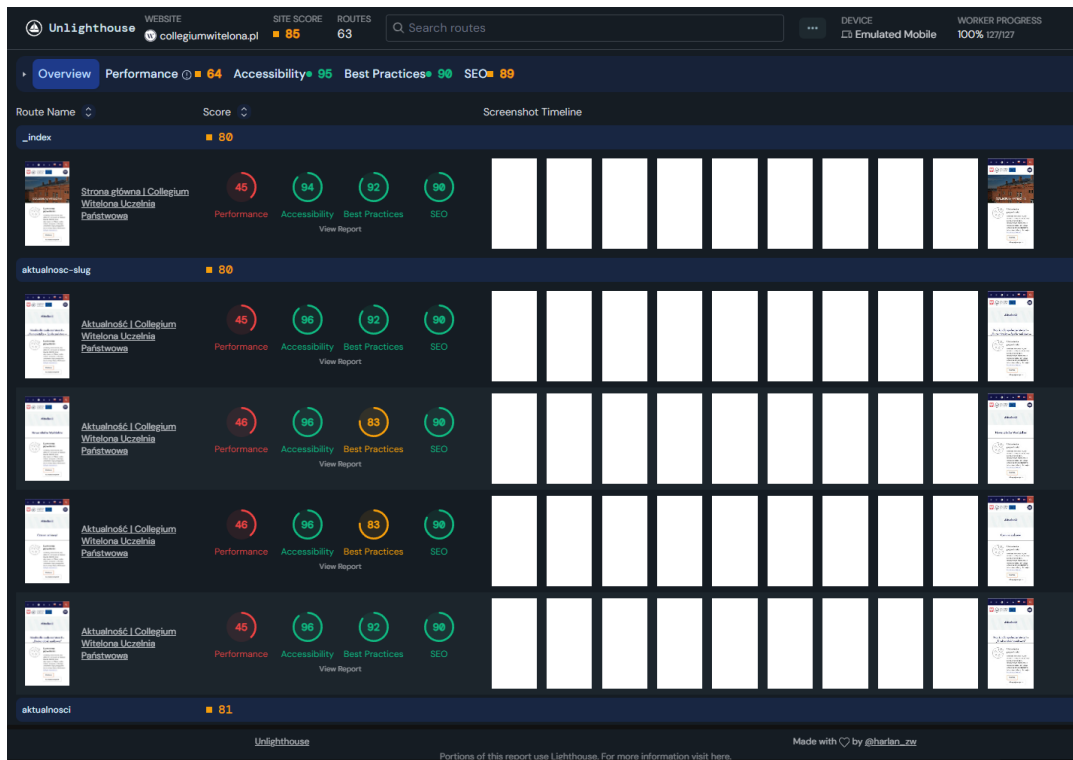 Unlighthouse
WEBSITE
collegiumwitelona.pl
SITE SCORE
85
ROUTES
63
Search routes
DEVICE
Emulated Mobile
WORKER PROGRESS
100% 127/127
Overview
Performance 64
Accessibility 95
Best Practices 90
SEO 89
Route Name
Score
Screenshot Timeline
_index
80
Strona główna | Collegium
Witelona Uczelnia
Państwowa
45 94 92 90
Performance Accessibility Best Practices SEO
View Report
aktualnosc-slug
80
Aktualność | Collegium
Witelona Uczelnia
Państwowa
45 96 92 90
Performance Accessibility Best Practices SEO
View Report
Aktualność | Collegium
Witelona Uczelnia
Państwowa
46 96 83 90
Performance Accessibility Best Practices SEO
View Report
Aktualność | Collegium
Witelona Uczelnia
Państwowa
46 96 83 90
Performance Accessibility Best Practices SEO
View Report
Aktualność | Collegium
Witelona Uczelnia
Państwowa
45 96 92 90
Performance Accessibility Best Practices SEO
View Report
aktualnosci
81
Unlighthouse
Made with ♡ by @harlan_zw
Portions of this report use Lighthouse. For more information visit here.